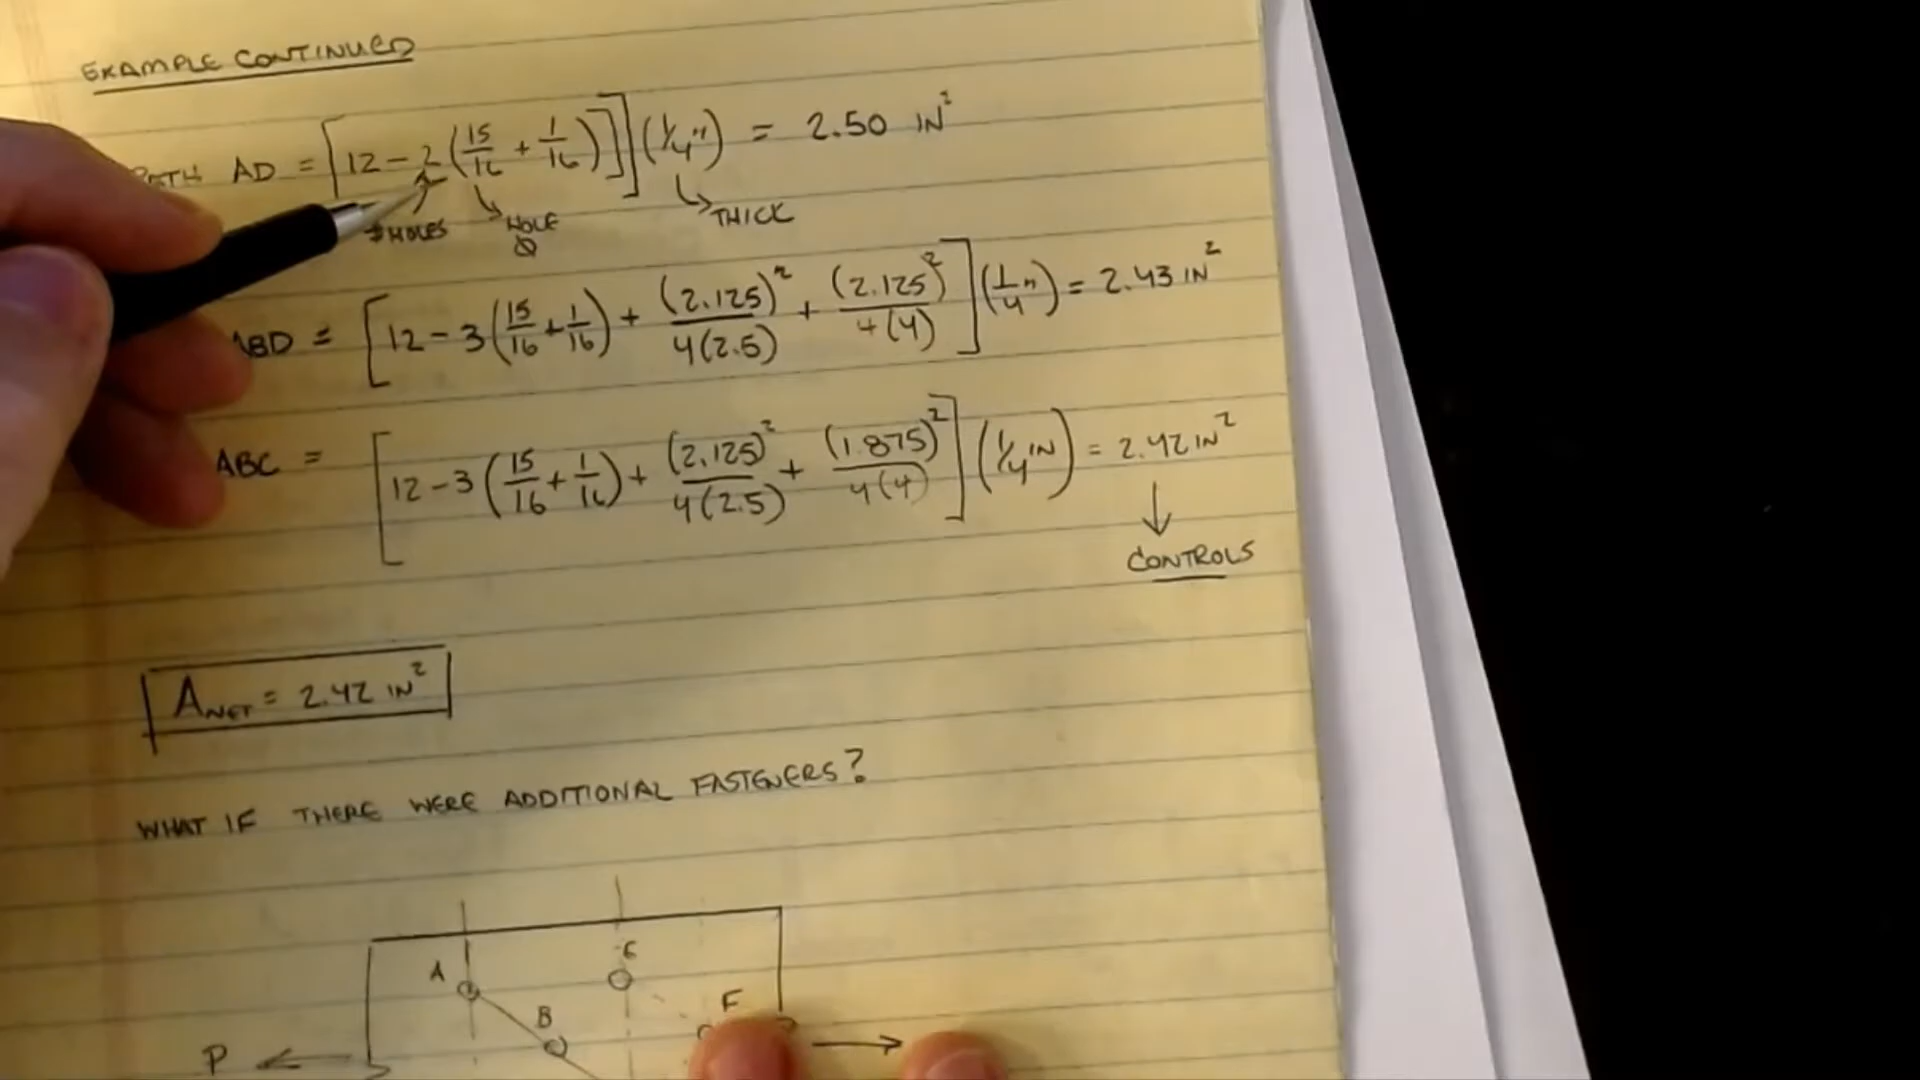 EXAMPLE CONTINUED
PATH AD = [12 - 2(15/16 + 1/16)]](1/4") = 2.50 IN²
# HOLES HOLE Ø THICK
ABD = [12 - 3(15/16 + 1/16) + (2.125)²/4(2.5) + (2.125)²/4(4)](1/4") = 2.43 IN²
ABC = [12 - 3(15/16 + 1/16) + (2.125)²/4(2.5) + (1.875)²/4(4)](1/4 IN) = 2.42 IN²
CONTROLS
A NET = 2.42 IN²
WHAT IF THERE WERE ADDITIONAL FASTENERS?
A
B
F
P